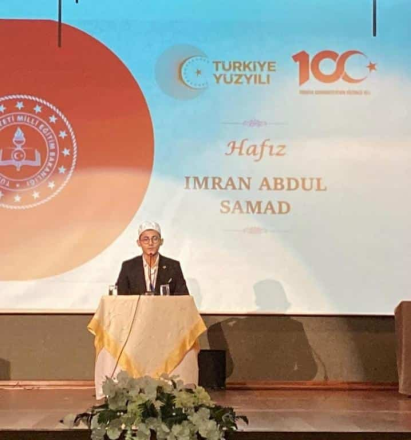 TÜRKİYE
YÜZYILI
100
Hafız
IMRAN ABDUL
SAMAD